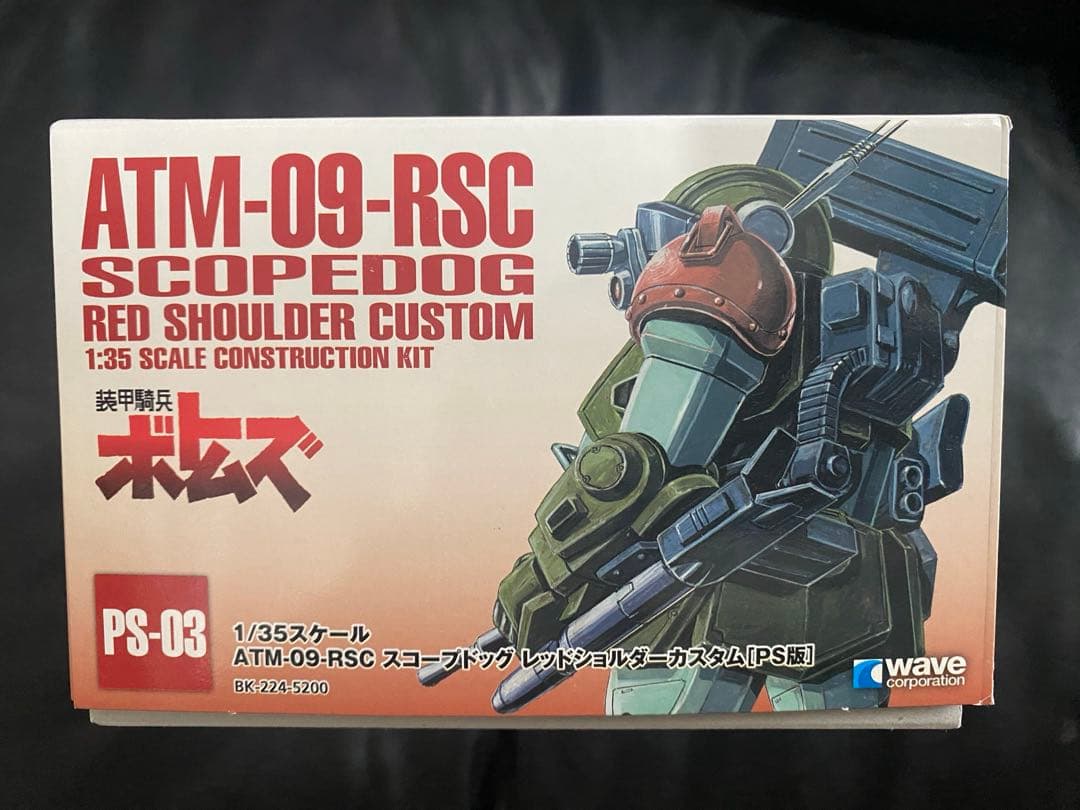 ATM-09-RSC
SCOPEDOG
RED SHOULDER CUSTOM
1:35 SCALE CONSTRUCTION KIT
装甲騎兵
ボトムズ
PS-03
1/35スケール
ATM-09-RSC スコープドッグ レッドショルダーカスタム[PS版]
BK-224-5200
wave
corporation